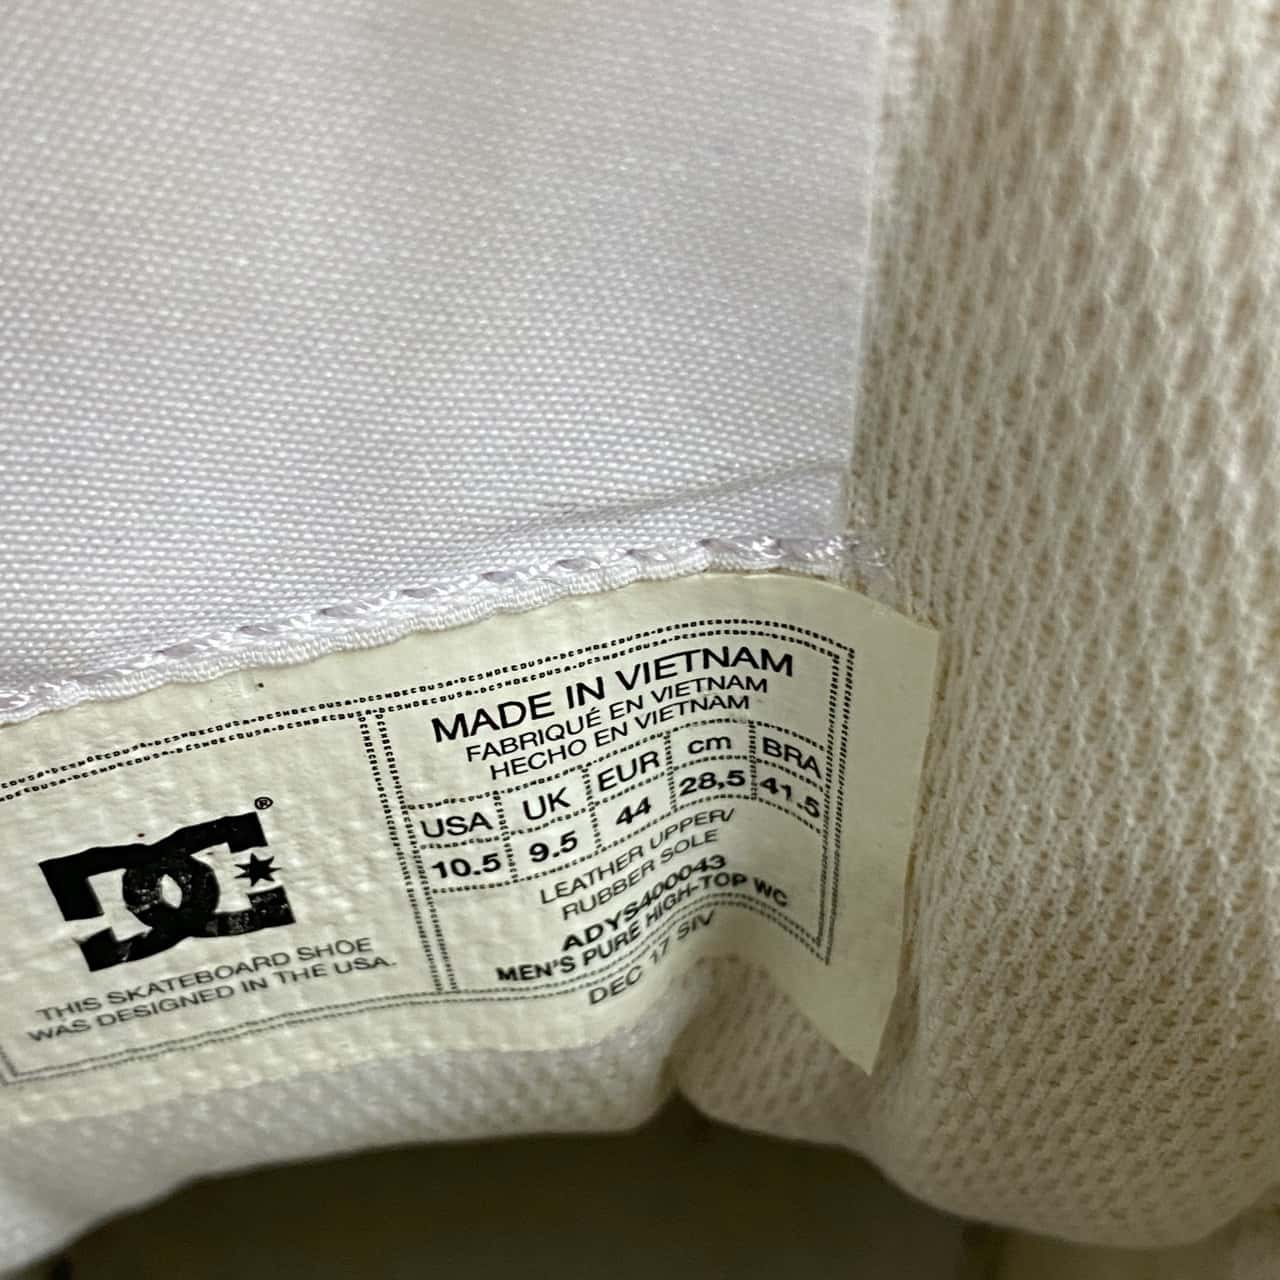 MADE IN VIETNAM
FABRIQUÉ EN VIETNAM
HECHO EN VIETNAM
USA UK EUR cm BRA
10.5 9.5 44 28,5 41.5
LEATHER UPPER/
RUBBER SOLE
ADYS400043
MEN'S PURE HIGH-TOP WC
DEC 17 SIV
DC®
THIS SKATEBOARD SHOE
WAS DESIGNED IN THE USA.